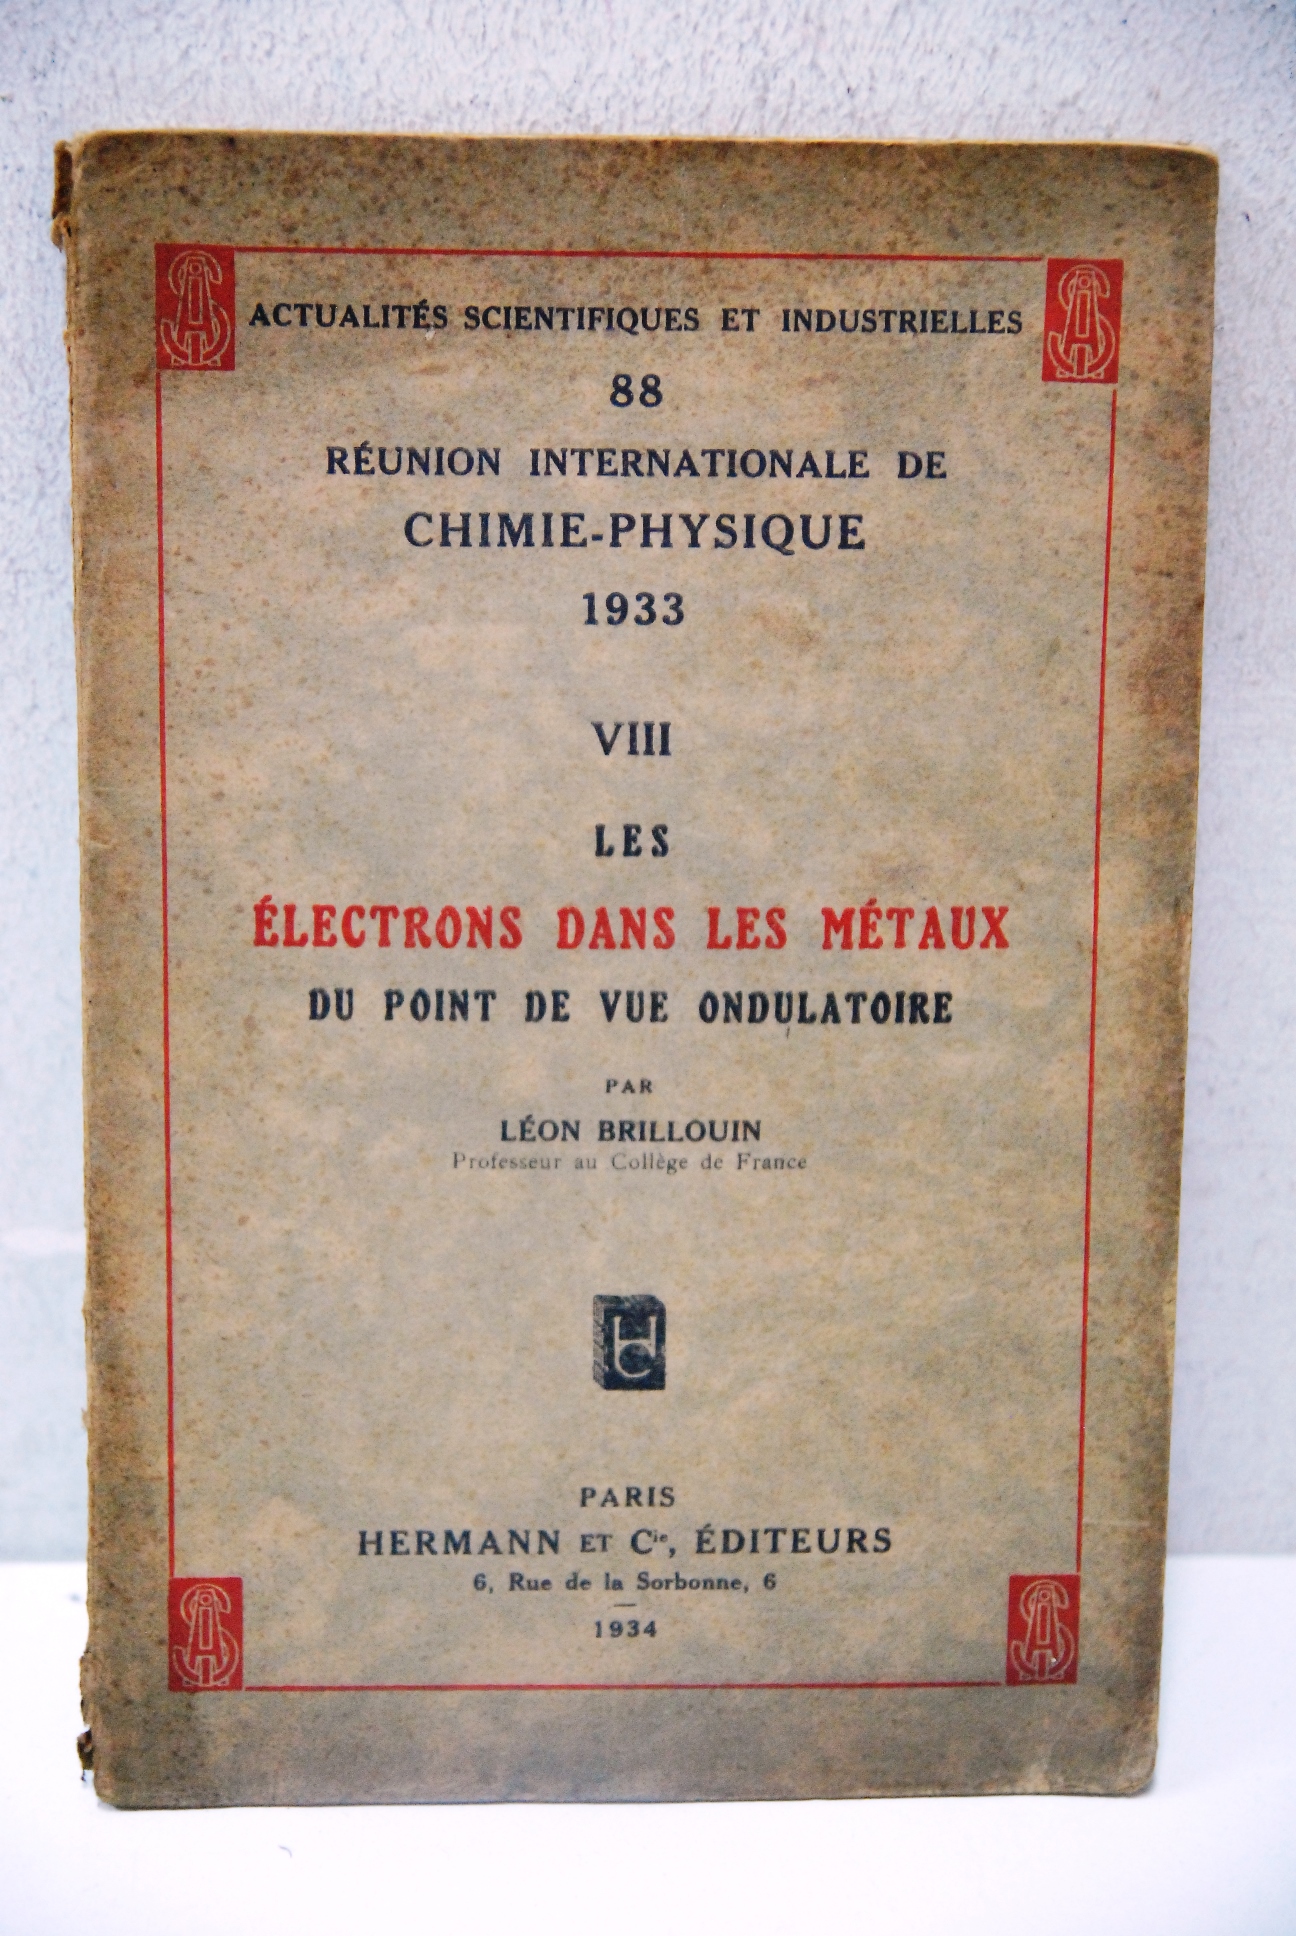 ACTUALITÉS SCIENTIFIQUES ET INDUSTRIELLES
88
RÉUNION INTERNATIONALE DE
CHIMIE-PHYSIQUE
1933
VIII
LES
ÉLECTRONS DANS LES MÉTAUX
DU POINT DE VUE ONDULATOIRE
PAR
LÉON BRILLOUIN
Professeur au Collège de France
HC
PARIS
HERMANN ET Cie, ÉDITEURS
6, Rue de la Sorbonne, 6
1934